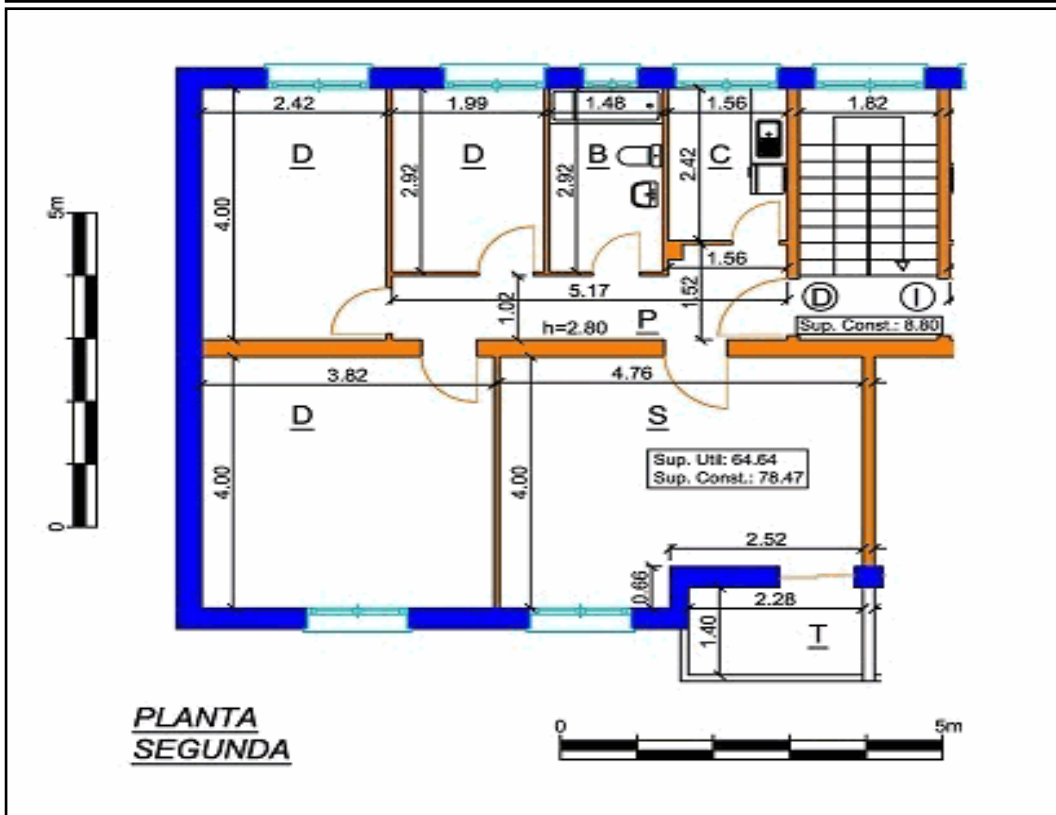 2.42
1.99
1.48
1.56
1.82
D
D
B
C
2.92
2.92
2.42
4.00
5m
1.56
5.17
1.52
1.02
D
I
h=2.80
P
Sup. Const.: 8.80
3.82
4.76
D
S
Sup. Util: 64.64
Sup. Const.: 78.47
4.00
4.00
0
2.52
0.66
2.28
1.40
T
PLANTA
SEGUNDA
0
5m